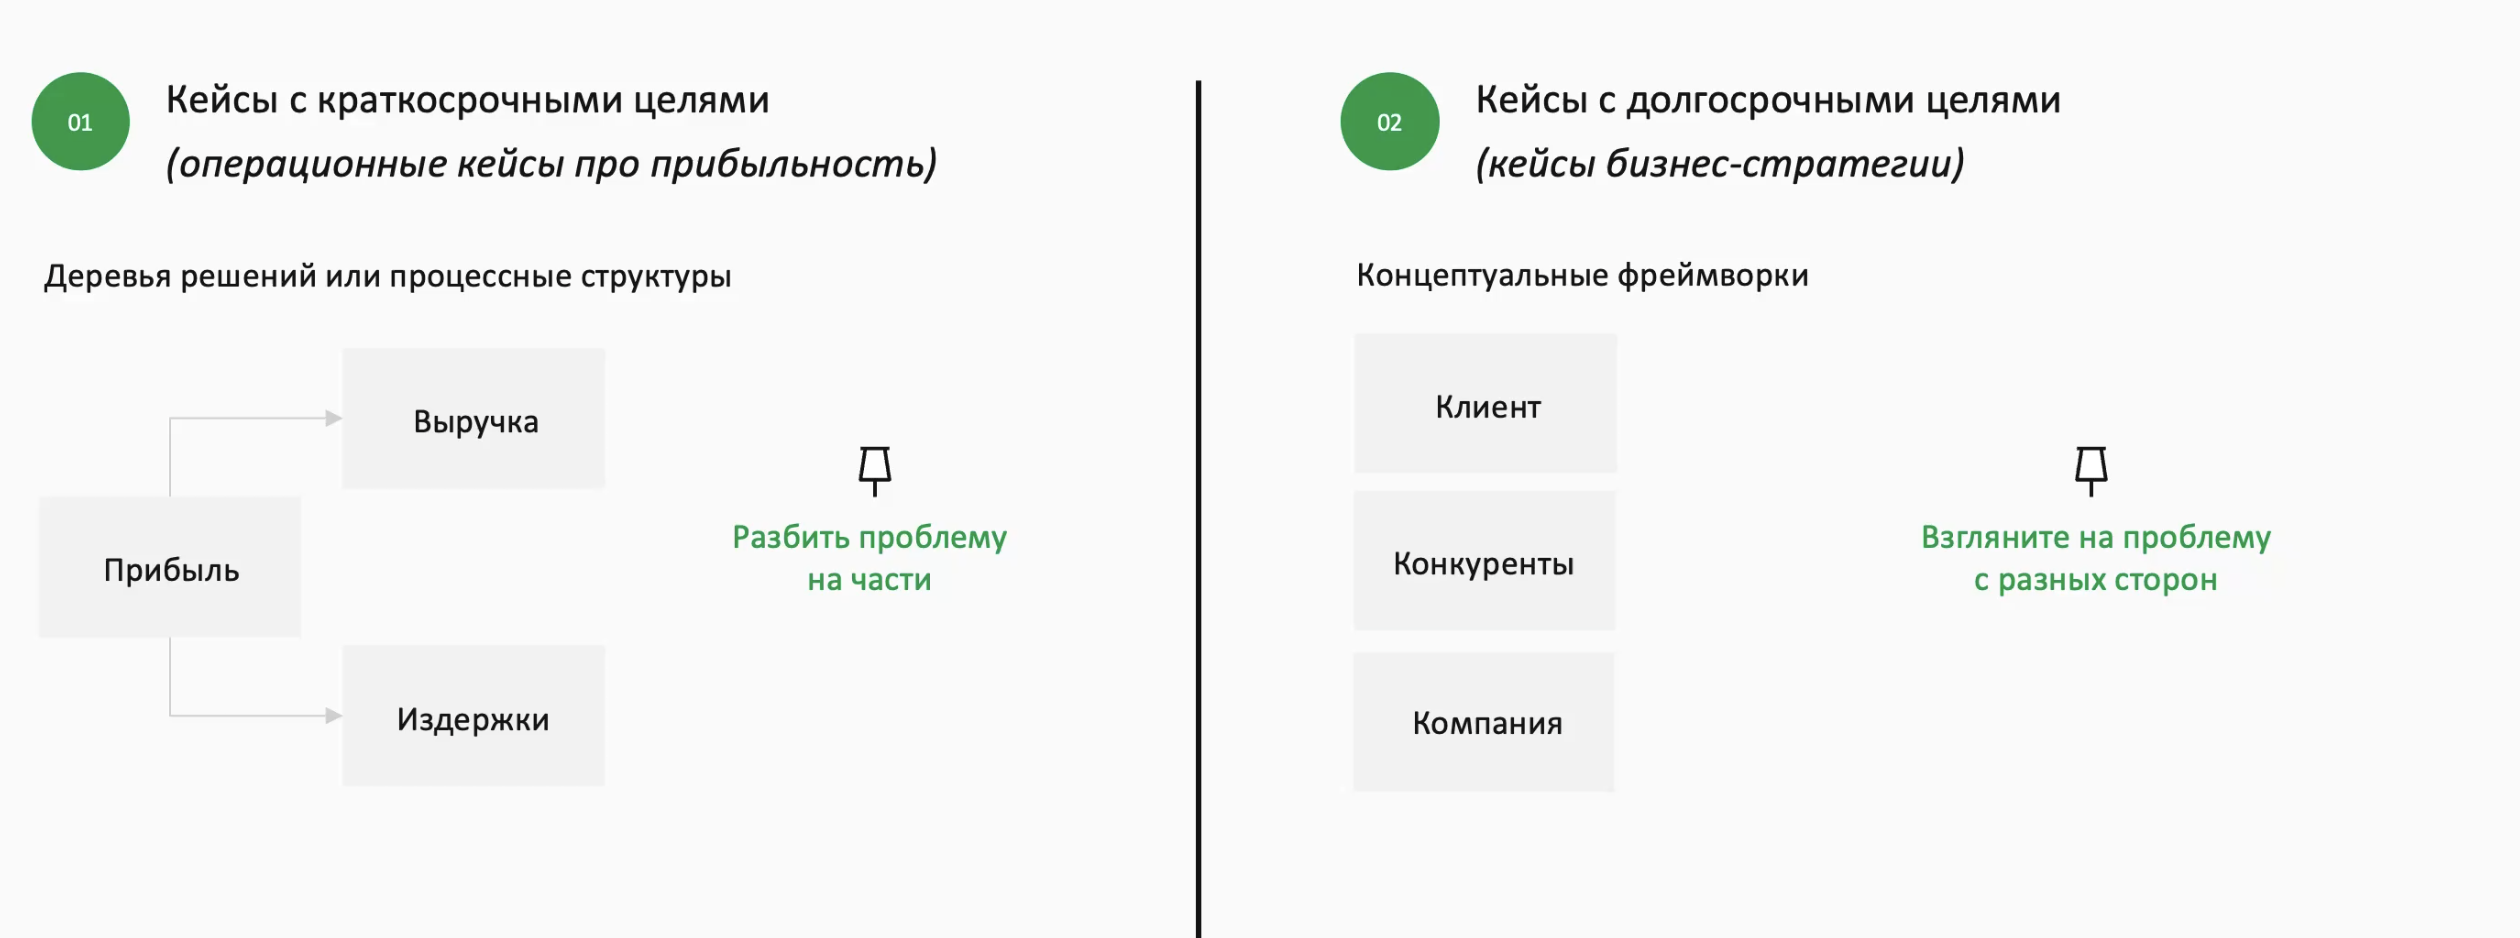 01
Кейсы с краткосрочными целями
(операционные кейсы про прибыльность)
Деревья решений или процессные структуры
Выручка
Прибыль
Издержки
Разбить проблему
на части
02
Кейсы с долгосрочными целями
(кейсы бизнес-стратегии)
Концептуальные фреймворки
Клиент
Конкуренты
Компания
Взгляните на проблему
с разных сторон